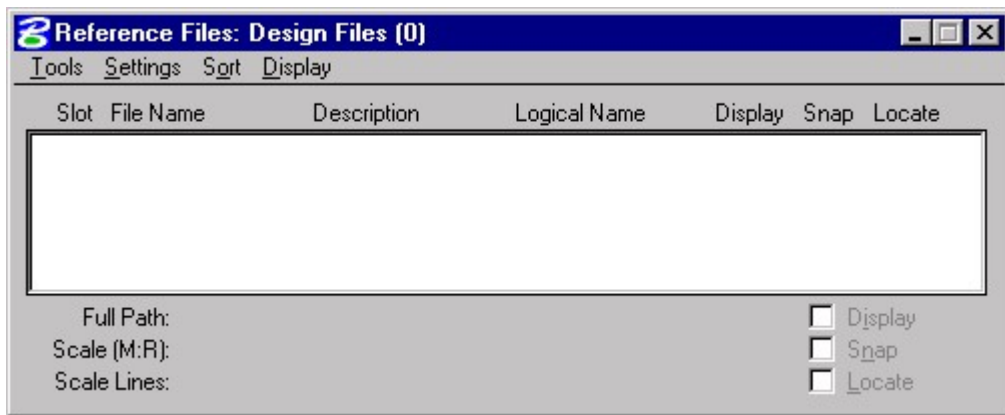 Reference Files: Design Files (0)
Tools Settings Sort Display
Slot File Name Description Logical Name Display Snap Locate
Full Path: Display
Scale (M:R): Snap
Scale Lines: Locate